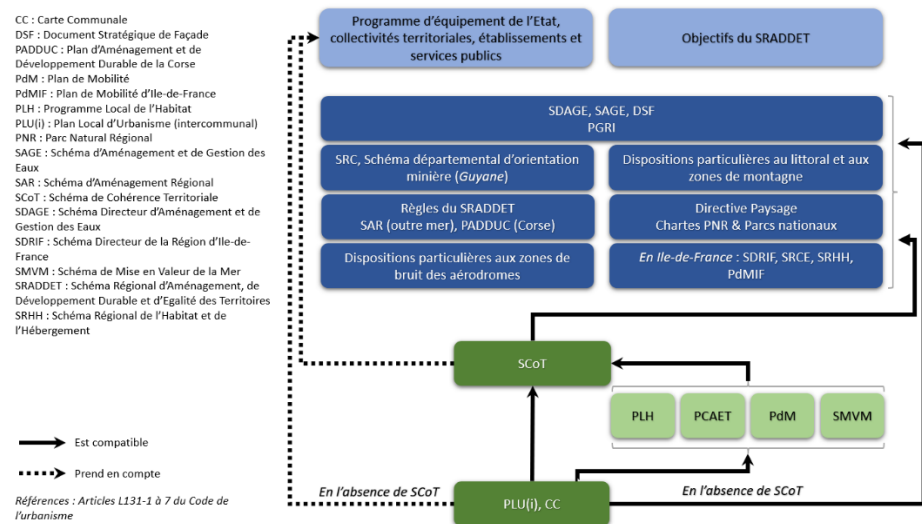 CC : Carte Communale
DSF : Document Stratégique de Façade
PADDUC : Plan d'Aménagement et de
Développement Durable de la Corse
PdM : Plan de Mobilité
PdMIF : Plan de Mobilité d'Ile-de-France
PLH : Programme Local de l'Habitat
PLU(i) : Plan Local d'Urbanisme (intercommunal)
PNR : Parc Natural Régional
SAGE : Schéma d'Aménagement et de Gestion des
Eaux
SAR : Schéma d'Aménagement Régional
SCoT : Schéma de Cohérence Territoriale
SDAGE : Schéma Directeur d'Aménagement et de
Gestion des Eaux
SDRIF : Schéma Directeur de la Région d'Ile-de-
France
SMVM : Schéma de Mise en Valeur de la Mer
SRADDET : Schéma Régional d'Aménagement, de
Développement Durable et d'Egalité des Territoires
SRHH : Schéma Régional de l'Habitat et de
l'Hébergement
Est compatible
Prend en compte
Références : Articles L131-1 à 7 du Code de
l'urbanisme
Programme d'équipement de l'Etat,
collectivités territoriales, établissements et
services publics
Objectifs du SRADDET
SDAGE, SAGE, DSF
PGRI
SRC, Schéma départemental d'orientation
minière (Guyane)
Dispositions particulières au littoral et aux
zones de montagne
Règles du SRADDET
SAR (outre mer), PADDUC (Corse)
Directive Paysage
Chartes PNR & Parcs nationaux
Dispositions particulières aux zones de
bruit des aérodromes
En Ile-de-France : SDRIF, SRCE, SRHH,
PdMIF
SCoT
PLH
PCAET
PdM
SMVM
En l'absence de SCoT
PLU(i), CC
En l'absence de SCoT